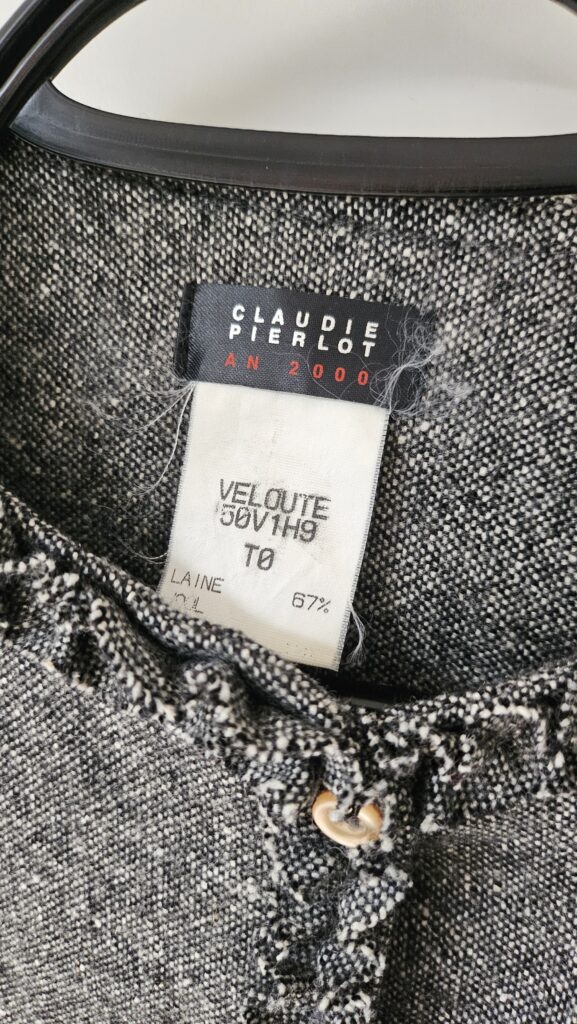 CLAUDIE
PIERLOT
AN 2000
VELOUTE
50V1H9
T0
LAINE 67%